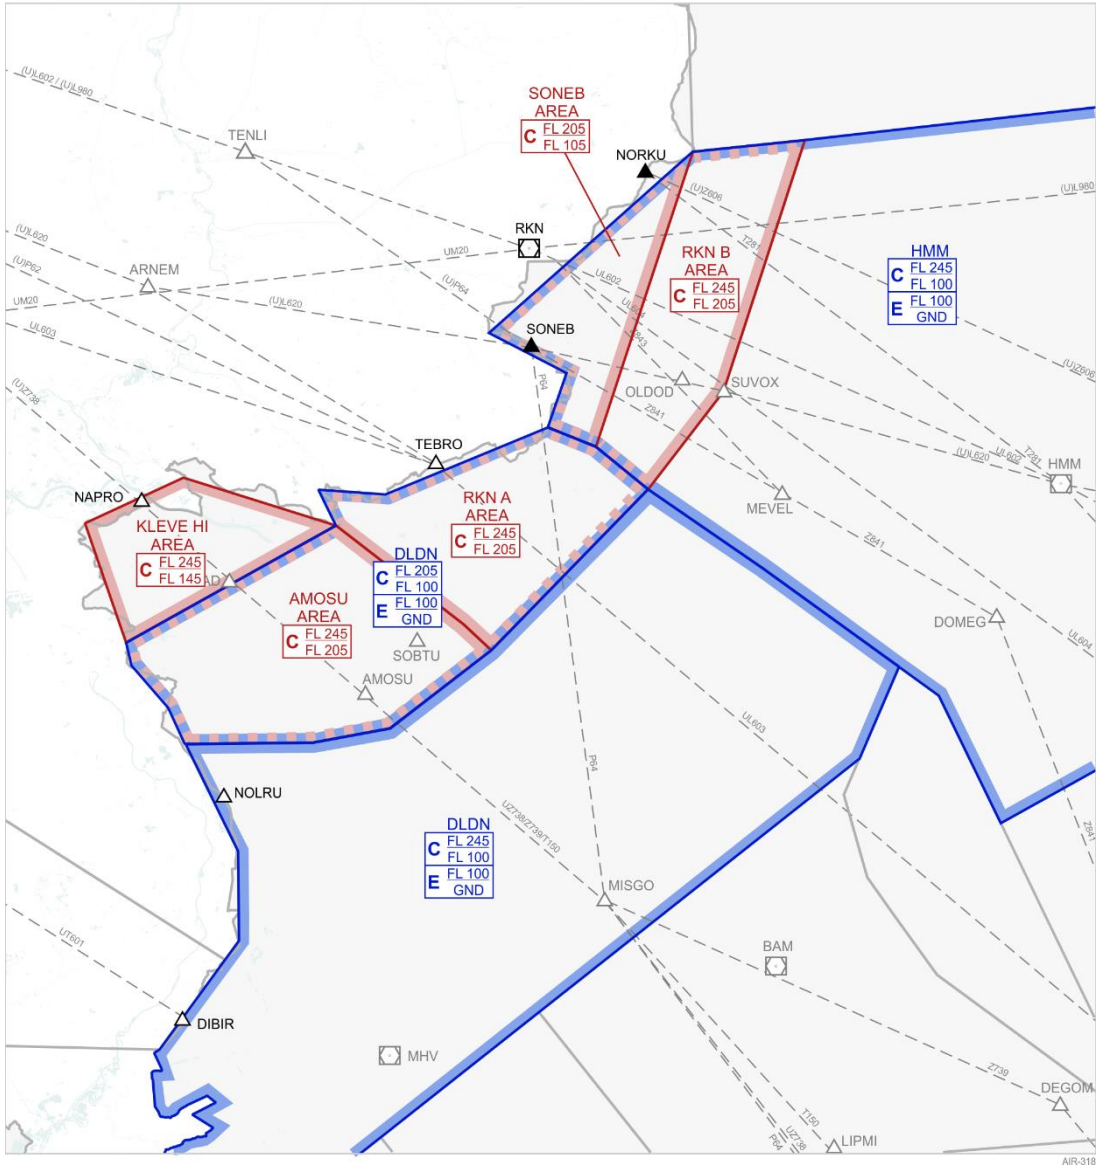 (U)L602 / (U)L980
TENLI
SONEB
AREA
C FL 205
FL 105
NORKU
(U)Z606
(U)L980
T281
RKN
UM20
(U)L620
(U)P62
ARNEM
(U)P64
UM20
(U)L620
UL603
UL602
UL604
Z843
RKN B
AREA
C FL 245
FL 205
HMM
C FL 245
FL 100
E FL 100
GND
SONEB
P64
OLDOD
SUVOX
(U)Z606
(U)Z738
Z841
TEBRO
(U)L620
UL602
T281
HMM
NAPRO
MEVEL
KLEVE HI
AREA
C FL 245
FL 145
AD
RKN A
AREA
C FL 245
FL 205
DLDN
C FL 205
FL 100
E FL 100
GND
Z841
AMOSU
AREA
C FL 245
FL 205
SOBTU
DOMEG
UL604
AMOSU
UL603
P64
NOLRU
UZ738/Z739/T150
Z841
DLDN
C FL 245
FL 100
E FL 100
GND
MISGO
UT601
BAM
DIBIR
MHV
Z739
DEGOM
T150
UZ738
P64
LIPMI
AIR-318